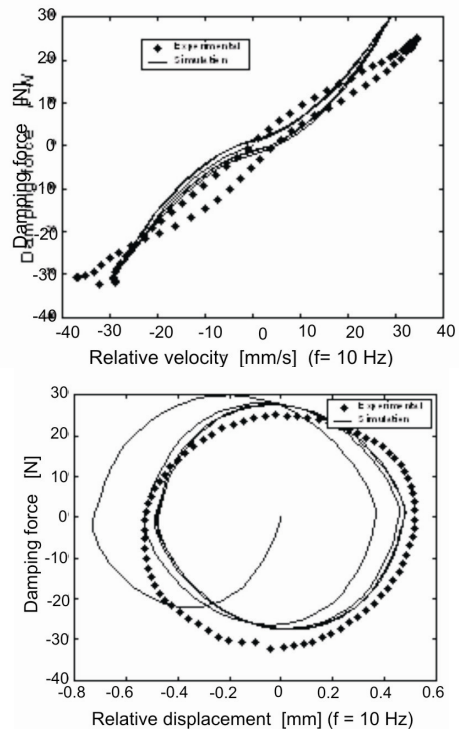 30
20
10
0
-10
-20
-30
-40
Damping force [N]
Experimental
Simulation
-40 -30 -20 -10 0 10 20 30 40
Relative velocity [mm/s] (f= 10 Hz)
30
20
10
0
-10
-20
-30
-40
Damping force [N]
Experimental
Simulation
-0.8 -0.6 -0.4 -0.2 0 0.2 0.4 0.6
Relative displacement [mm] (f = 10 Hz)